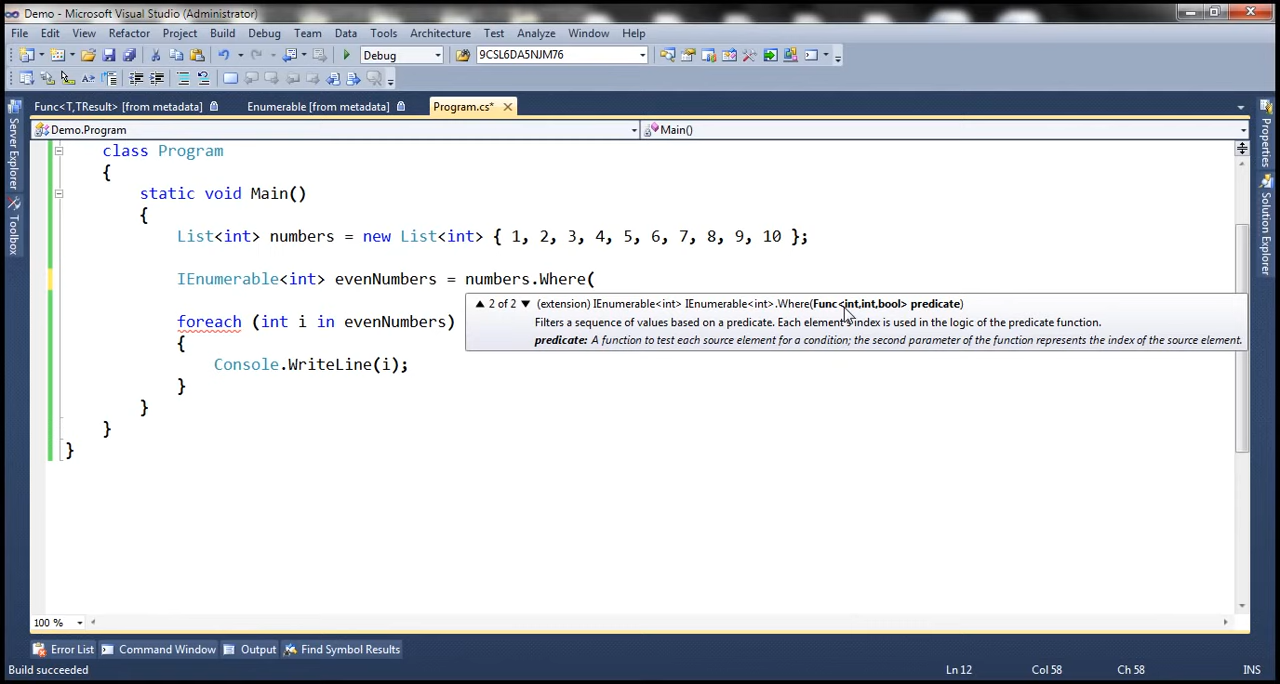 Demo - Microsoft Visual Studio (Administrator)
File Edit View Refactor Project Build Debug Team Data Tools Architecture Test Analyze Window Help
Debug 9CSL6DA5NJM76
Func<T,TResult> [from metadata] Enumerable [from metadata] Program.cs*
Demo.Program Main()
Server Explorer
Toolbox
class Program
{
static void Main()
{
List<int> numbers = new List<int> { 1, 2, 3, 4, 5, 6, 7, 8, 9, 10 };
IEnumerable<int> evenNumbers = numbers.Where(
2 of 2 (extension) IEnumerable<int> IEnumerable<int>.Where(Func<int,int,bool> predicate)
Filters a sequence of values based on a predicate. Each element's index is used in the logic of the predicate function.
predicate: A function to test each source element for a condition; the second parameter of the function represents the index of the source element.
foreach (int i in evenNumbers)
{
Console.WriteLine(i);
}
}
}
}
Properties
Solution Explorer
100 %
Error List Command Window Output Find Symbol Results
Build succeeded Ln 12 Col 58 Ch 58 INS